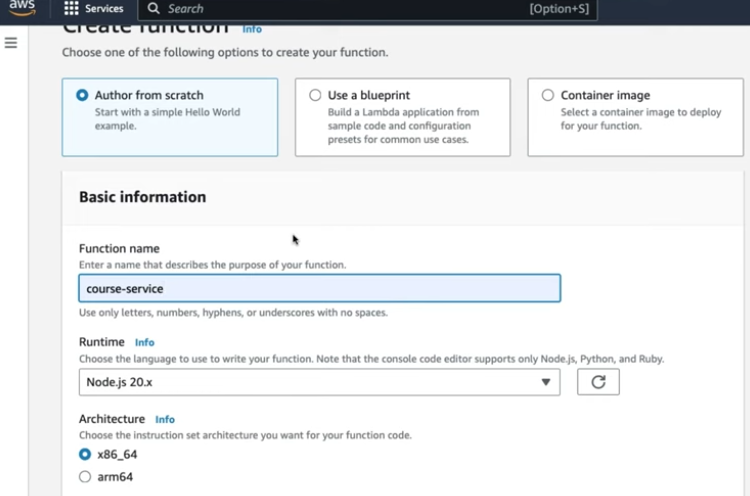 aws
Services
Search
[Option+S]
Create function Info
Choose one of the following options to create your function.
Author from scratch
Start with a simple Hello World
example.
Use a blueprint
Build a Lambda application from
sample code and configuration
presets for common use cases.
Container image
Select a container image to deploy
for your function.
Basic information
Function name
Enter a name that describes the purpose of your function.
course-service
Use only letters, numbers, hyphens, or underscores with no spaces.
Runtime Info
Choose the language to use to write your function. Note that the console code editor supports only Node.js, Python, and Ruby.
Node.js 20.x
Architecture Info
Choose the instruction set architecture you want for your function code.
x86_64
arm64